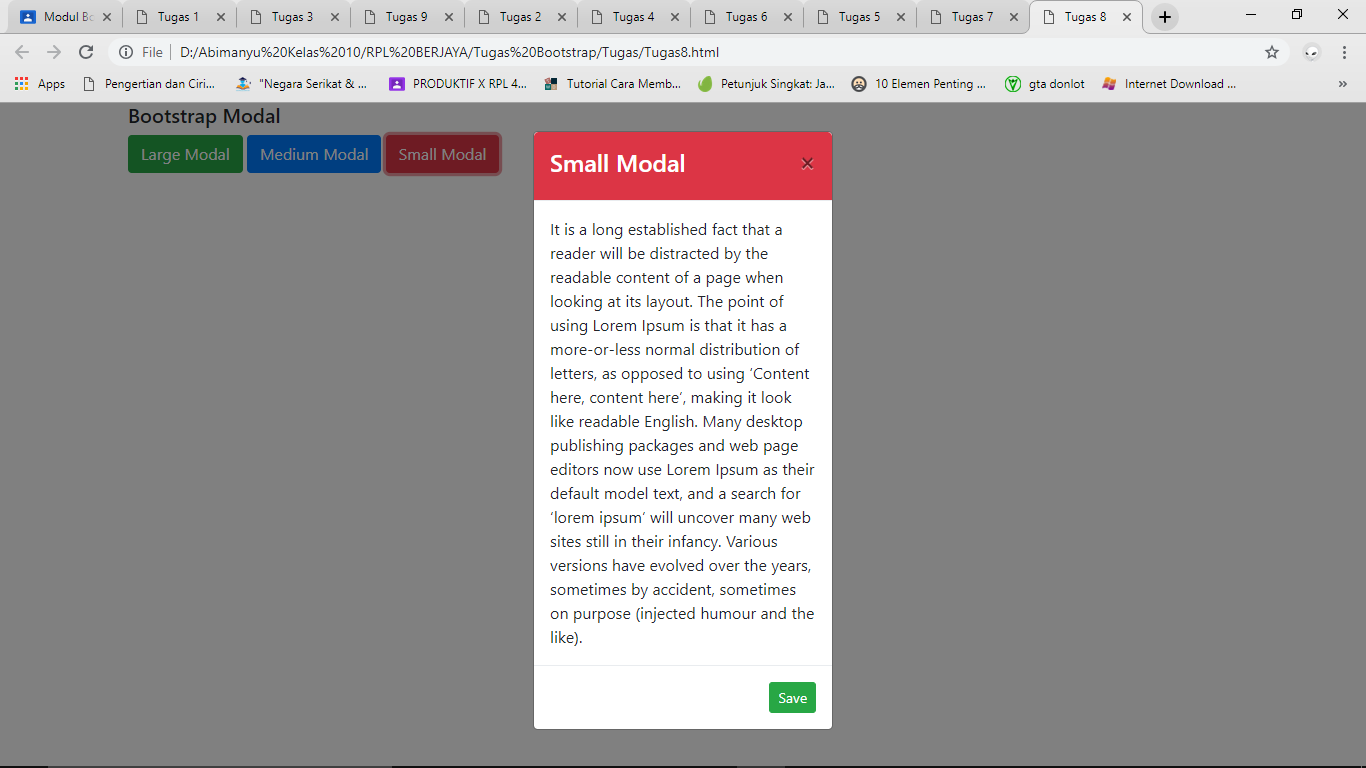 Modul Bo
Tugas 1
Tugas 3
Tugas 9
Tugas 2
Tugas 4
Tugas 6
Tugas 5
Tugas 7
Tugas 8
File
D:/Abimanyu%20Kelas%2010/RPL%20BERJAYA/Tugas%20Bootstrap/Tugas/Tugas8.html
Apps
Pengertian dan Ciri...
"Negara Serikat & ...
PRODUKTIF X RPL 4...
Tutorial Cara Memb...
Petunjuk Singkat: Ja...
10 Elemen Penting ...
gta donlot
Internet Download ...
Bootstrap Modal
Large Modal
Medium Modal
Small Modal
Small Modal
×
It is a long established fact that a
reader will be distracted by the
readable content of a page when
looking at its layout. The point of
using Lorem Ipsum is that it has a
more-or-less normal distribution of
letters, as opposed to using ‘Content
here, content here’, making it look
like readable English. Many desktop
publishing packages and web page
editors now use Lorem Ipsum as their
default model text, and a search for
‘lorem ipsum’ will uncover many web
sites still in their infancy. Various
versions have evolved over the years,
sometimes by accident, sometimes
on purpose (injected humour and the
like).
Save